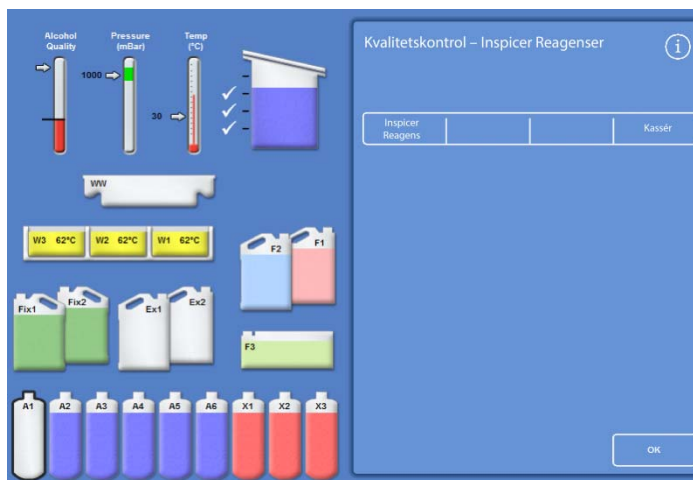 Alcohol
Quality
Pressure
(mBar)
Temp
(°C)
1000
30
WW
W3 62°C
W2 62°C
W1 62°C
F2
F1
Fix1
Fix2
Ex1
Ex2
F3
A1
A2
A3
A4
A5
A6
X1
X2
X3
Kvalitetskontrol – Inspicer Reagenser
i
Inspicer
Reagens
Kassér
OK